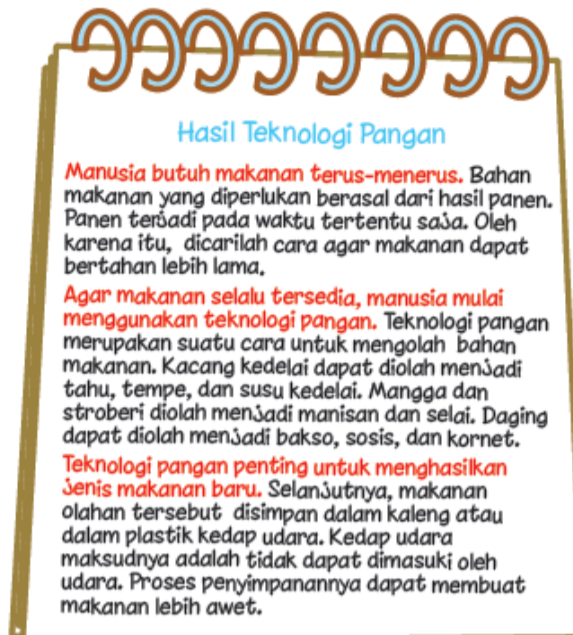 Hasil Teknologi Pangan
Manusia butuh makanan terus-menerus. Bahan
makanan yang diperlukan berasal dari hasil panen.
Panen terjadi pada waktu tertentu saja. Oleh
karena itu, dicarilah cara agar makanan dapat
bertahan lebih lama.
Agar makanan selalu tersedia, manusia mulai
menggunakan teknologi pangan. Teknologi pangan
merupakan suatu cara untuk mengolah bahan
makanan. Kacang kedelai dapat diolah menjadi
tahu, tempe, dan susu kedelai. Mangga dan
stroberi diolah menjadi manisan dan selai. Daging
dapat diolah menjadi bakso, sosis, dan kornet.
Teknologi pangan penting untuk menghasilkan
jenis makanan baru. Selanjutnya, makanan
olahan tersebut disimpan dalam kaleng atau
dalam plastik kedap udara. Kedap udara
maksudnya adalah tidak dapat dimasuki oleh
udara. Proses penyimpanannya dapat membuat
makanan lebih awet.